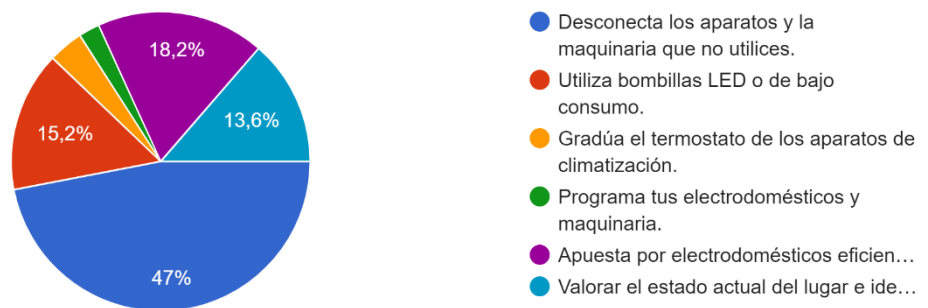 18,2%
13,6%
15,2%
47%
Desconecta los aparatos y la
maquinaria que no utilices.
Utiliza bombillas LED o de bajo
consumo.
Gradúa el termostato de los aparatos de
climatización.
Programa tus electrodomésticos y
maquinaria.
Apuesta por electrodomésticos eficien…
Valorar el estado actual del lugar e ide…